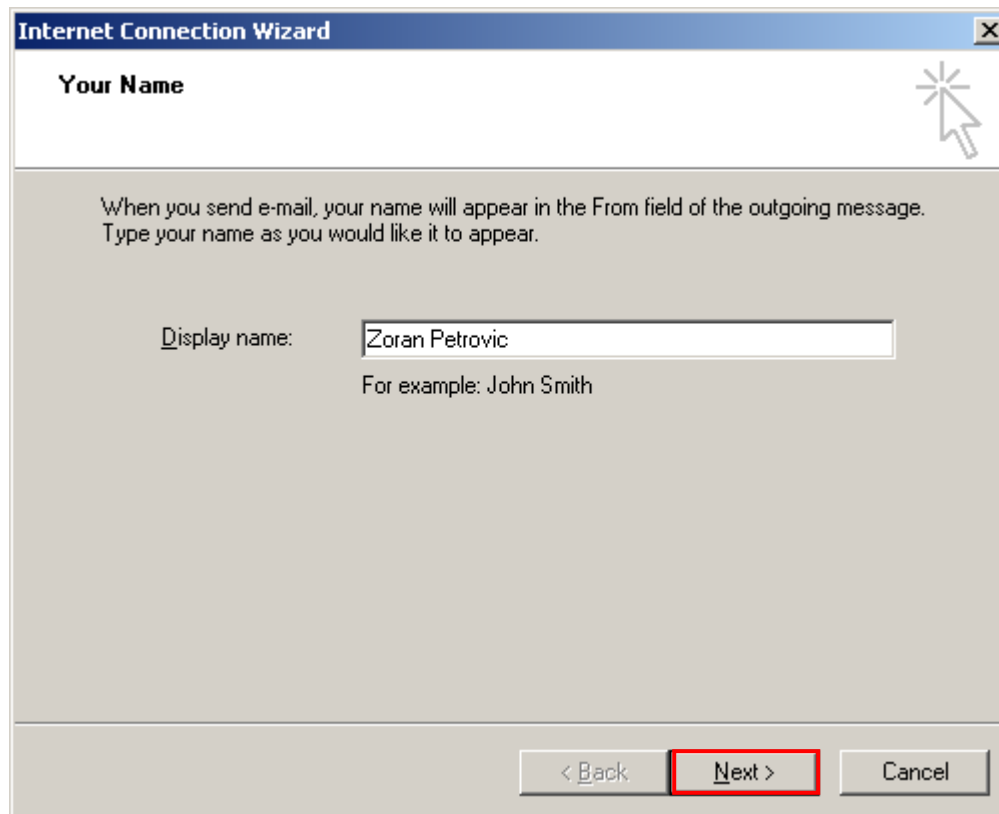 Internet Connection Wizard
Your Name
When you send e-mail, your name will appear in the From field of the outgoing message.
Type your name as you would like it to appear.
Display name: Zoran Petrovic
For example: John Smith
< Back Next > Cancel